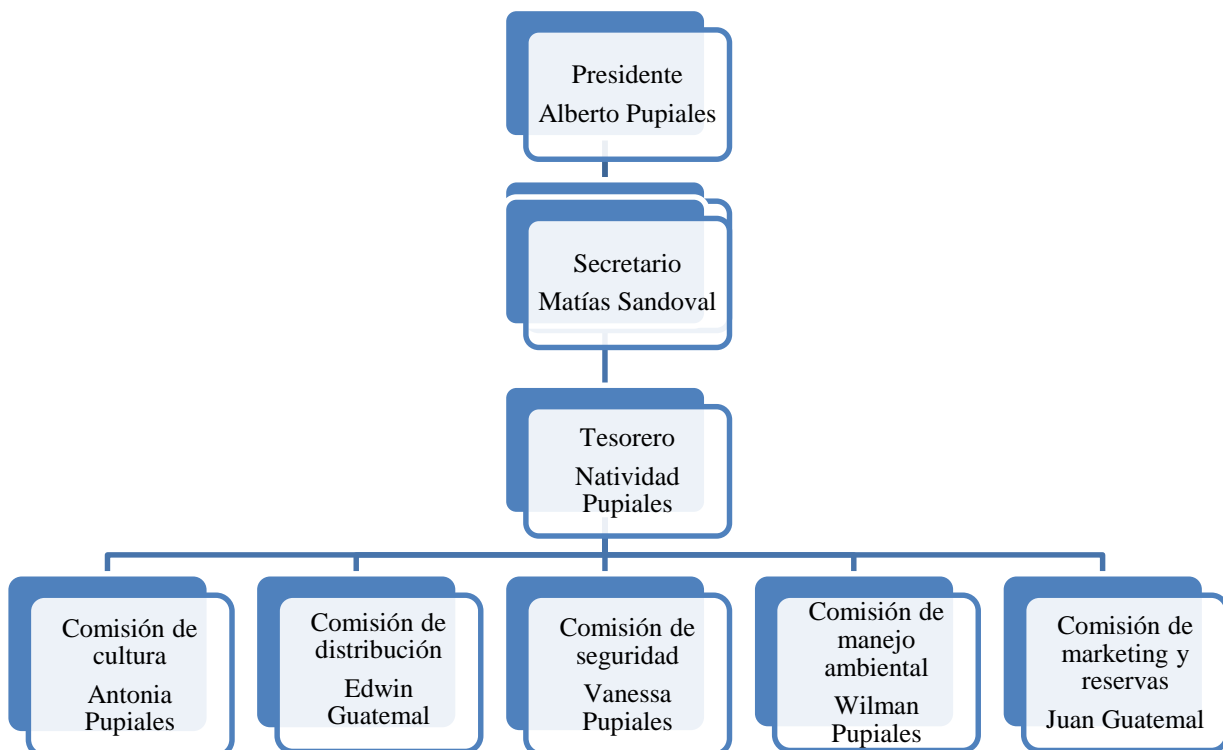 Presidente
Alberto Pupiales
Secretario
Matías Sandoval
Tesorero
Natividad
Pupiales
Comisión de
cultura
Antonia
Pupiales
Comisión de
distribución
Edwin
Guatemal
Comisión de
seguridad
Vanessa
Pupiales
Comisión de
manejo
ambiental
Wilman
Pupiales
Comisión de
marketing y
reservas
Juan Guatemal